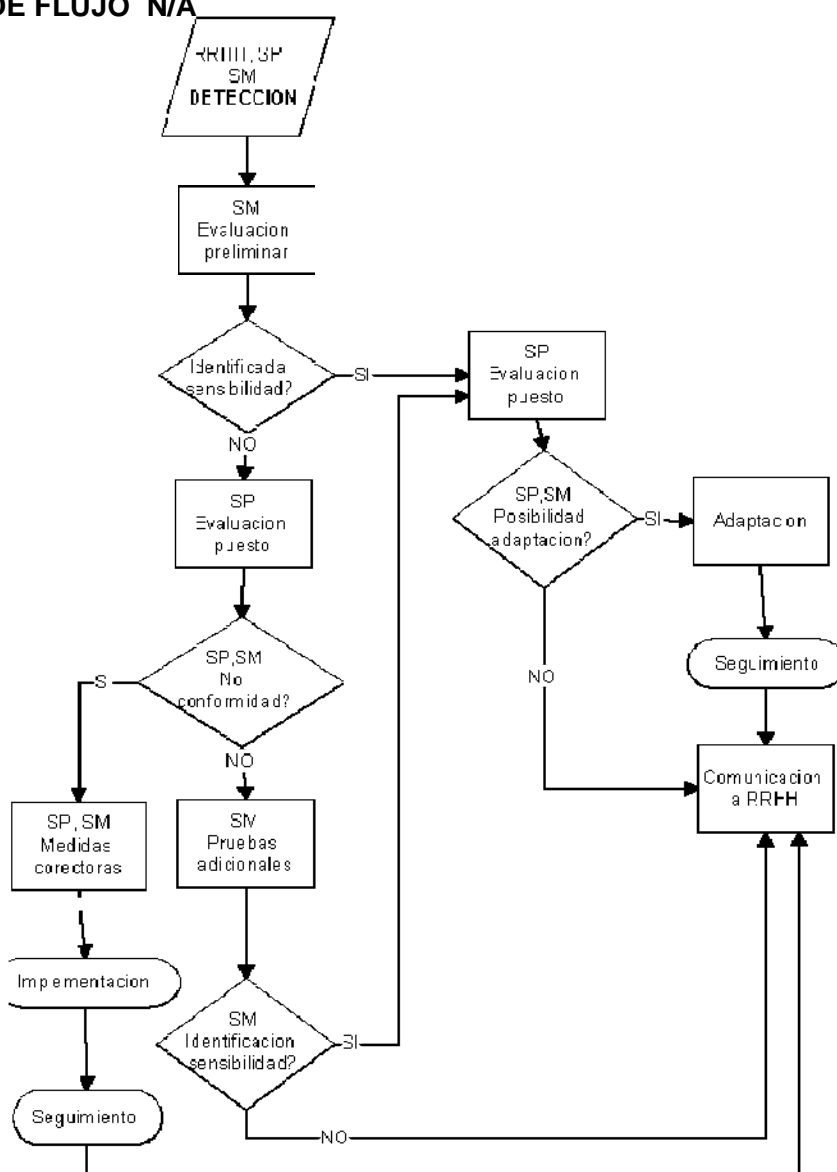 DE FLUJO N/A
RRHH, SP
SM
DETECCION
SM
Evaluacion
preliminar
Identificada
sensibilidad?
SI
NO
SP
Evaluacion
puesto
SP
Evaluacion
puesto
SP,SM
Posibilidad
adaptacion?
SI
Adaptacion
Seguimiento
NO
Comunicacion
a RRHH
SP,SM
No
conformidad?
S
NO
SP, SM
Medidas
corectoras
SM
Pruebas
adicionales
Impementacion
SM
Identificacion
sensibilidad?
SI
Seguimiento
NO